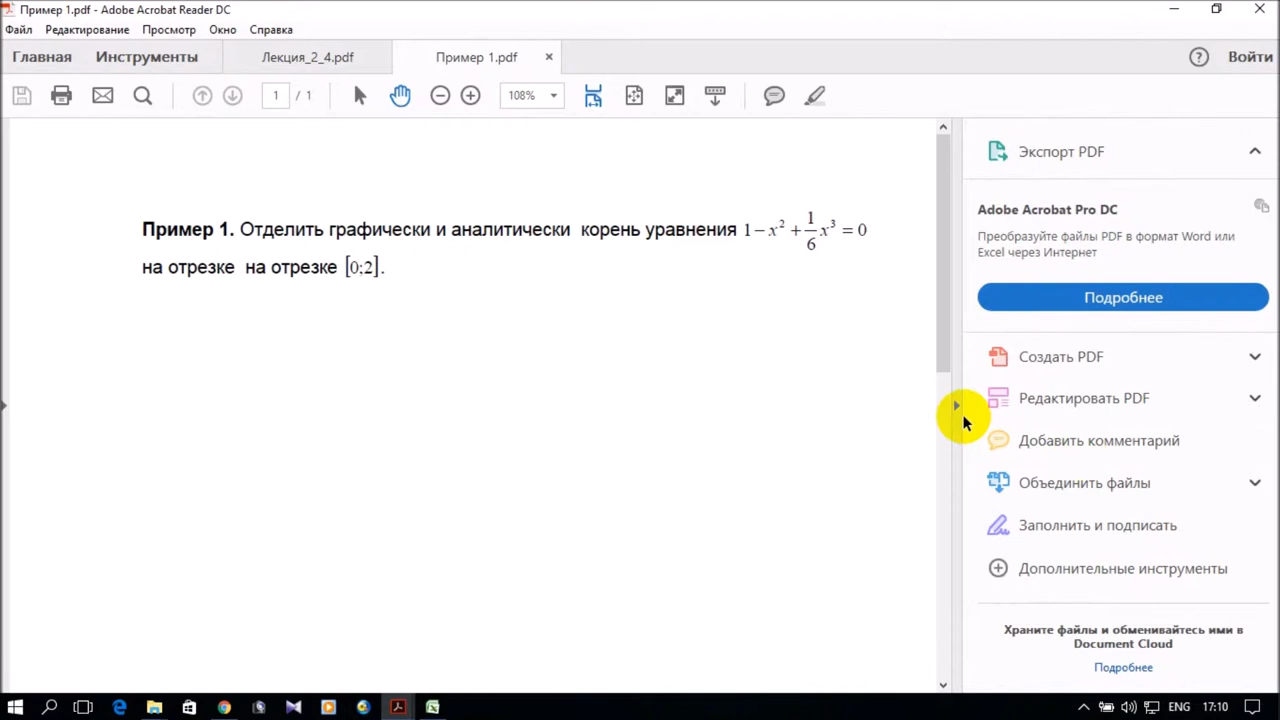 Пример 1.pdf - Adobe Acrobat Reader DC
Файл Редактирование Просмотр Окно Справка
Главная Инструменты Лекция_2_4.pdf Пример 1.pdf × Войти
1 / 1 108%
Экспорт PDF
Adobe Acrobat Pro DC
Преобразуйте файлы PDF в формат Word или
Excel через Интернет
Подробнее
Пример 1. Отделить графически и аналитически корень уравнения 1 − x² + 1/6 x³ = 0
на отрезке на отрезке [0;2].
Создать PDF
Редактировать PDF
Добавить комментарий
Объединить файлы
Заполнить и подписать
Дополнительные инструменты
Храните файлы и обменивайтесь ими в
Document Cloud
Подробнее
ENG 17:10